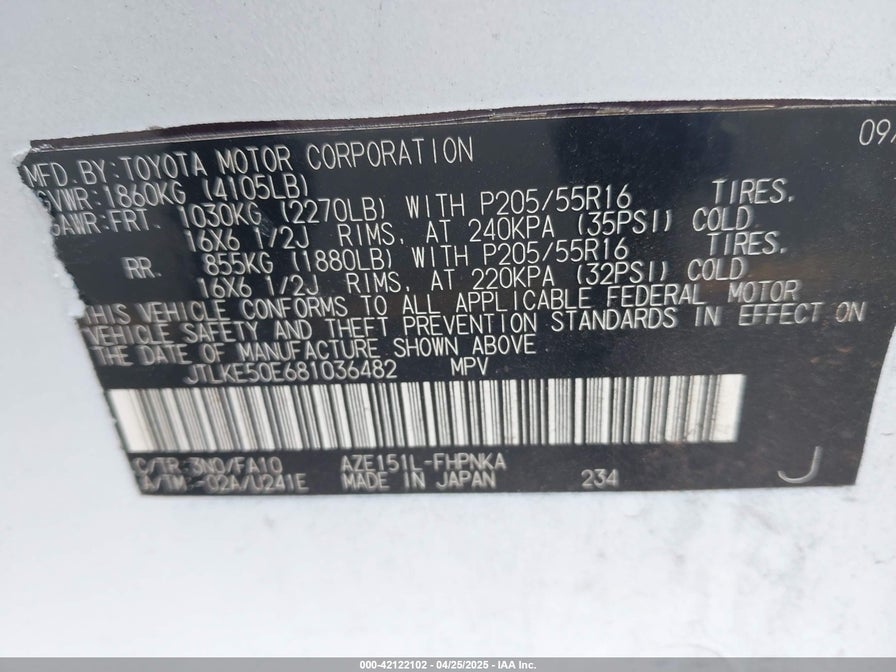 09/
MFD.BY:TOYOTA MOTOR CORPORATION
GVWR:1860KG (4105LB)
GAWR:FRT. 1030KG (2270LB) WITH P205/55R16 TIRES,
16X6 1/2J RIMS, AT 240KPA (35PSI) COLD
RR. 855KG (1880LB) WITH P205/55R16 TIRES,
16X6 1/2J RIMS, AT 220KPA (32PSI) COLD
THIS VEHICLE CONFORMS TO ALL APPLICABLE FEDERAL MOTOR
VEHICLE SAFETY AND THEFT PREVENTION STANDARDS IN EFFECT ON
THE DATE OF MANUFACTURE SHOWN ABOVE.
JTLKE50E681036482 MPV
C/TR 3N0/FA10 AZE151L-FHPNKA
A/TM -02A/U241E MADE IN JAPAN 234
J
000-42122102 - 04/25/2025 - IAA Inc.